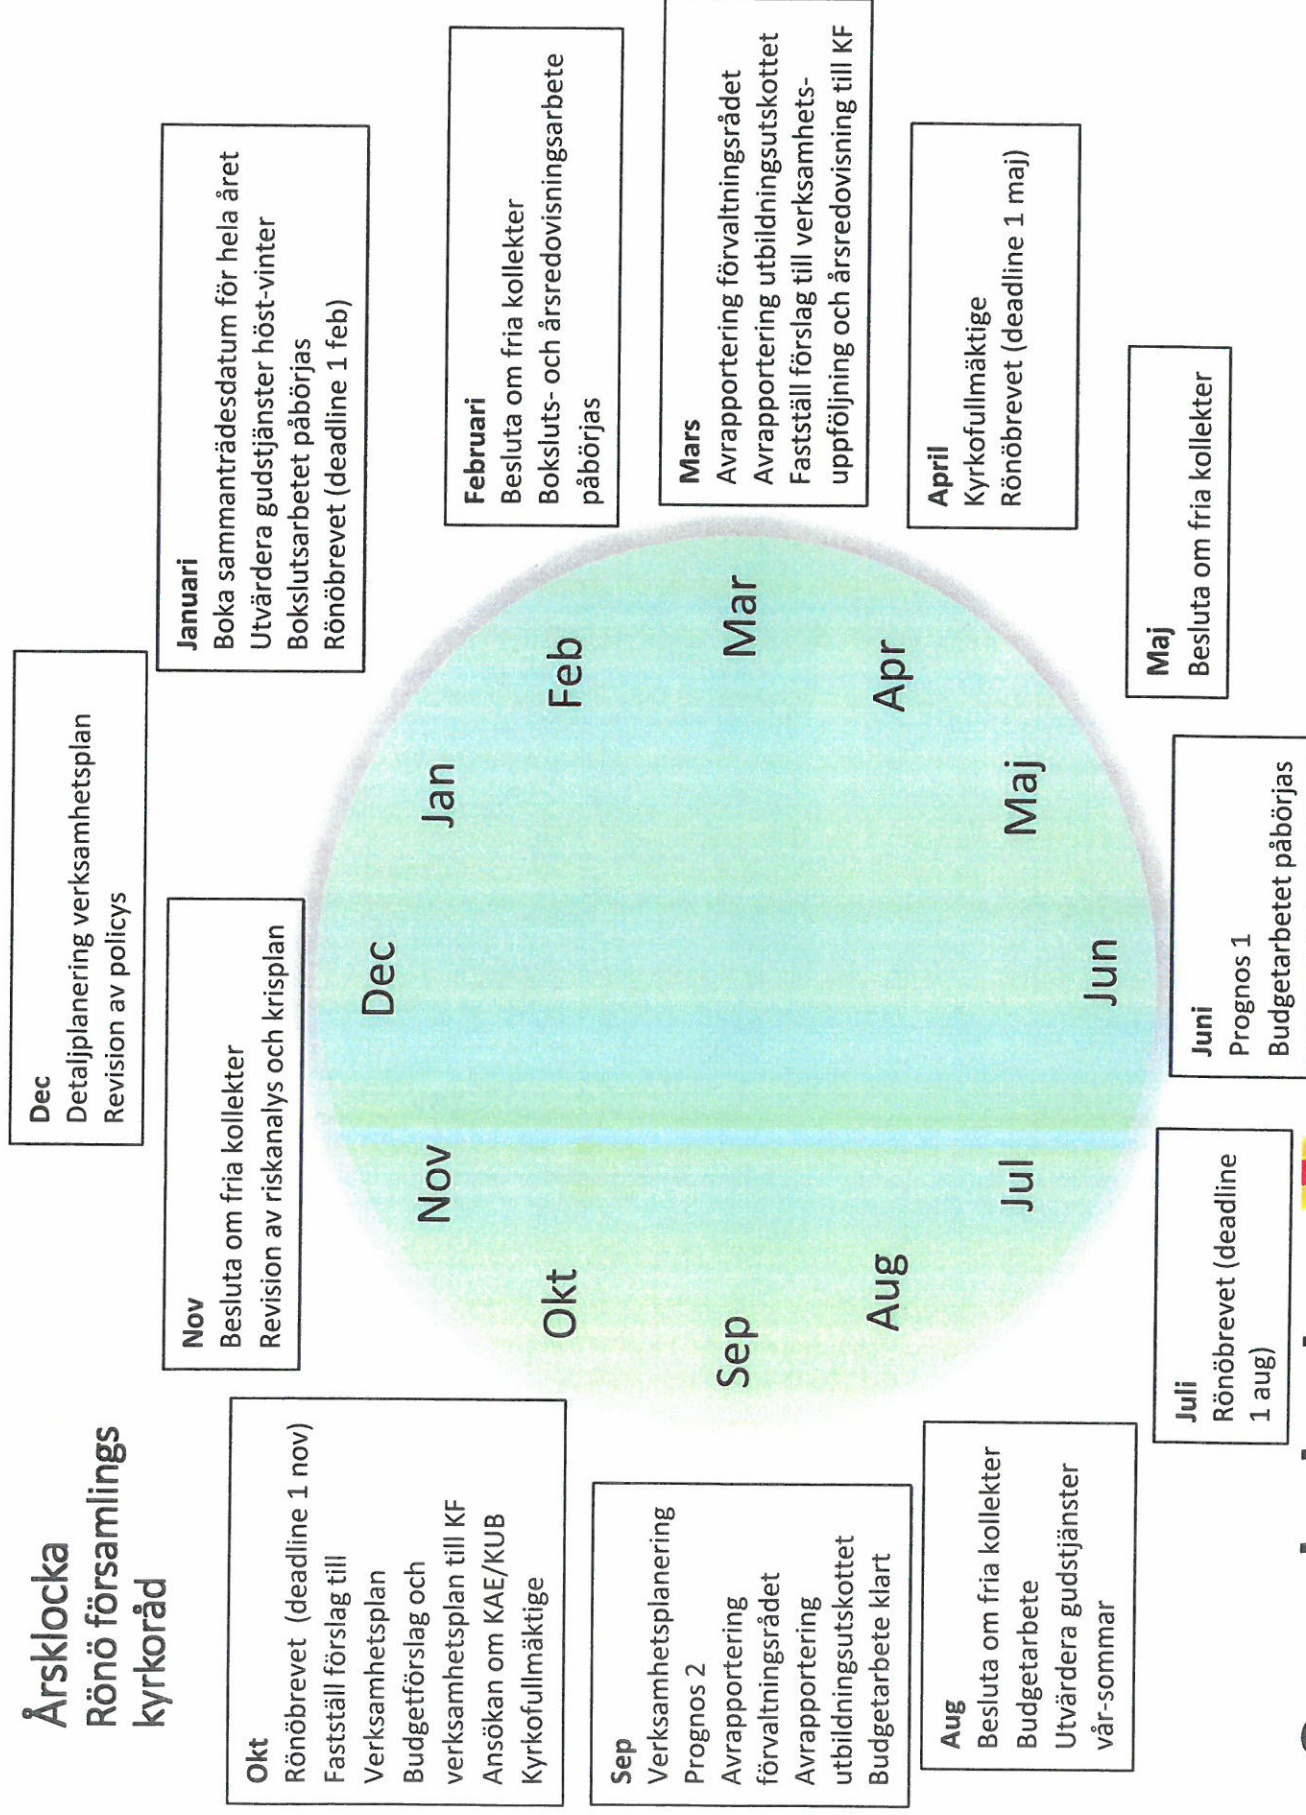 Årsklocka
Rönö församlings
kyrkoråd
Dec
Detaljplanering verksamhetsplan
Revision av policys
Januari
Boka sammanträdesdatum för hela året
Utvärdera gudstjänster höst-vinter
Bokslutsarbetet påbörjas
Rönöbrevet (deadline 1 feb)
Februari
Besluta om fria kollekter
Boksluts- och årsredovisningsarbete
påbörjas
Mars
Avrapportering förvaltningsrådet
Avrapportering utbildningsutskottet
Fastställ förslag till verksamhets-
uppföljning och årsredovisning till KF
April
Kyrkofullmäktige
Rönöbrevet (deadline 1 maj)
Maj
Besluta om fria kollekter
Juni
Prognos 1
Budgetarbetet påbörjas
Juli
Rönöbrevet (deadline
1 aug)
Aug
Besluta om fria kollekter
Budgetarbete
Utvärdera gudstjänster
vår-sommar
Sep
Verksamhetsplanering
Prognos 2
Avrapportering
förvaltningsrådet
Avrapportering
utbildningsutskottet
Budgetarbete klart
Okt
Rönöbrevet (deadline 1 nov)
Fastställ förslag till
Verksamhetsplan
Budgetförslag och
verksamhetsplan till KF
Ansökan om KAE/KUB
Kyrkofullmäktige
Nov
Besluta om fria kollekter
Revision av riskanalys och krisplan
Dec
Jan
Feb
Mar
Apr
Maj
Jun
Jul
Aug
Sep
Okt
Nov